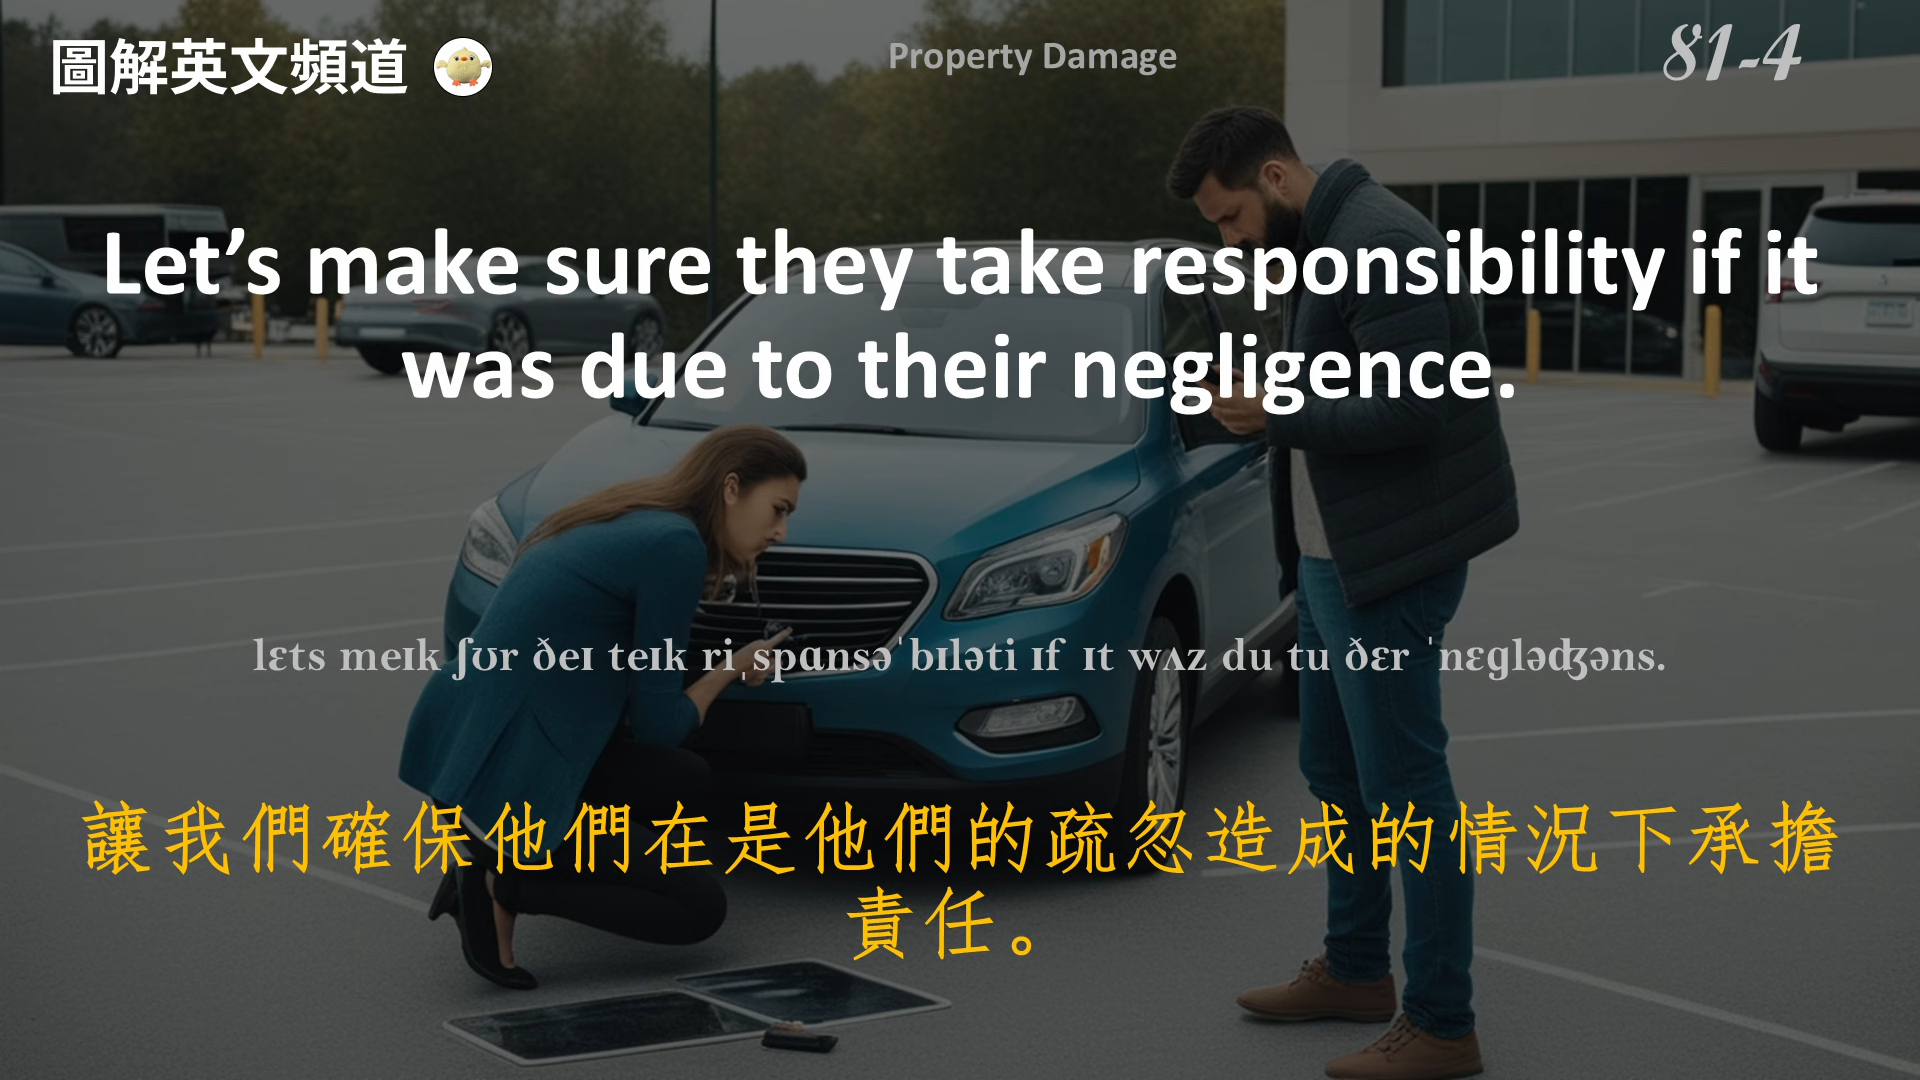 圖解英文頻道
Property Damage
81-4
Let’s make sure they take responsibility if it
was due to their negligence.
lɛts meɪk ʃʊr ðeɪ teɪk riˌspɑnsəˈbɪləti ɪf ɪt wʌz du tu ðɛr ˈnɛɡləʤəns.
讓我們確保他們在是他們的疏忽造成的情況下承擔
責任。